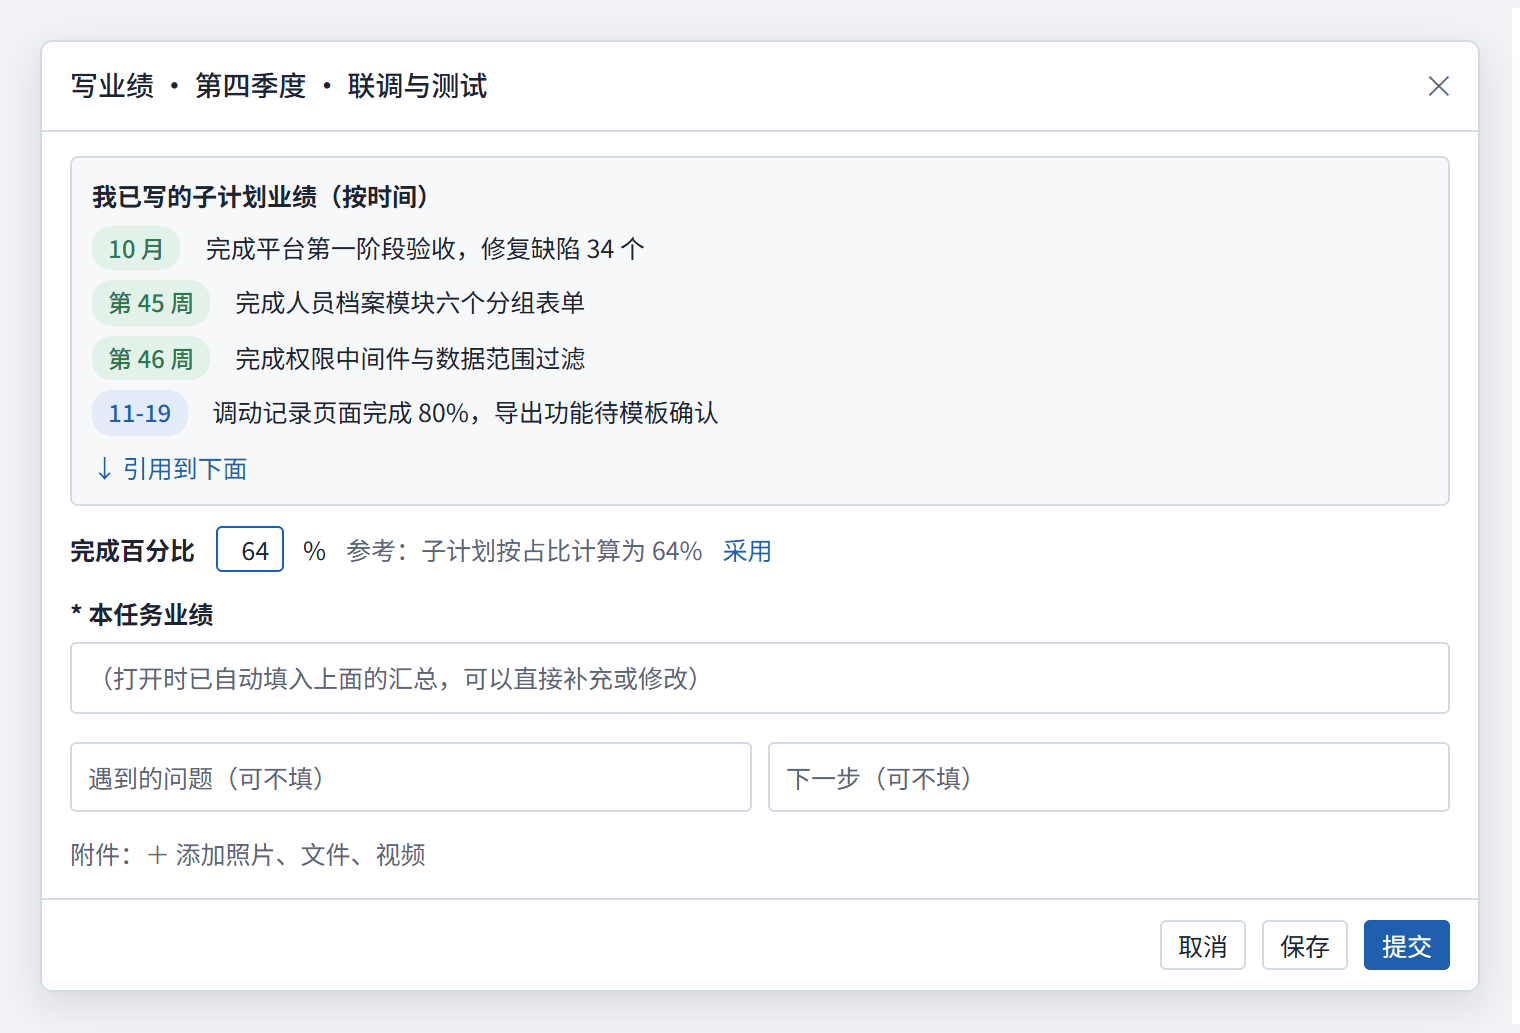 写业绩 · 第四季度 · 联调与测试
我已写的子计划业绩（按时间）
10 月 完成平台第一阶段验收，修复缺陷 34 个
第 45 周 完成人员档案模块六个分组表单
第 46 周 完成权限中间件与数据范围过滤
11-19 调动记录页面完成 80%，导出功能待模板确认
↓ 引用到下面
完成百分比 64 % 参考：子计划按占比计算为 64% 采用
* 本任务业绩
（打开时已自动填入上面的汇总，可以直接补充或修改）
遇到的问题（可不填） 下一步（可不填）
附件：＋ 添加照片、文件、视频
取消 保存 提交